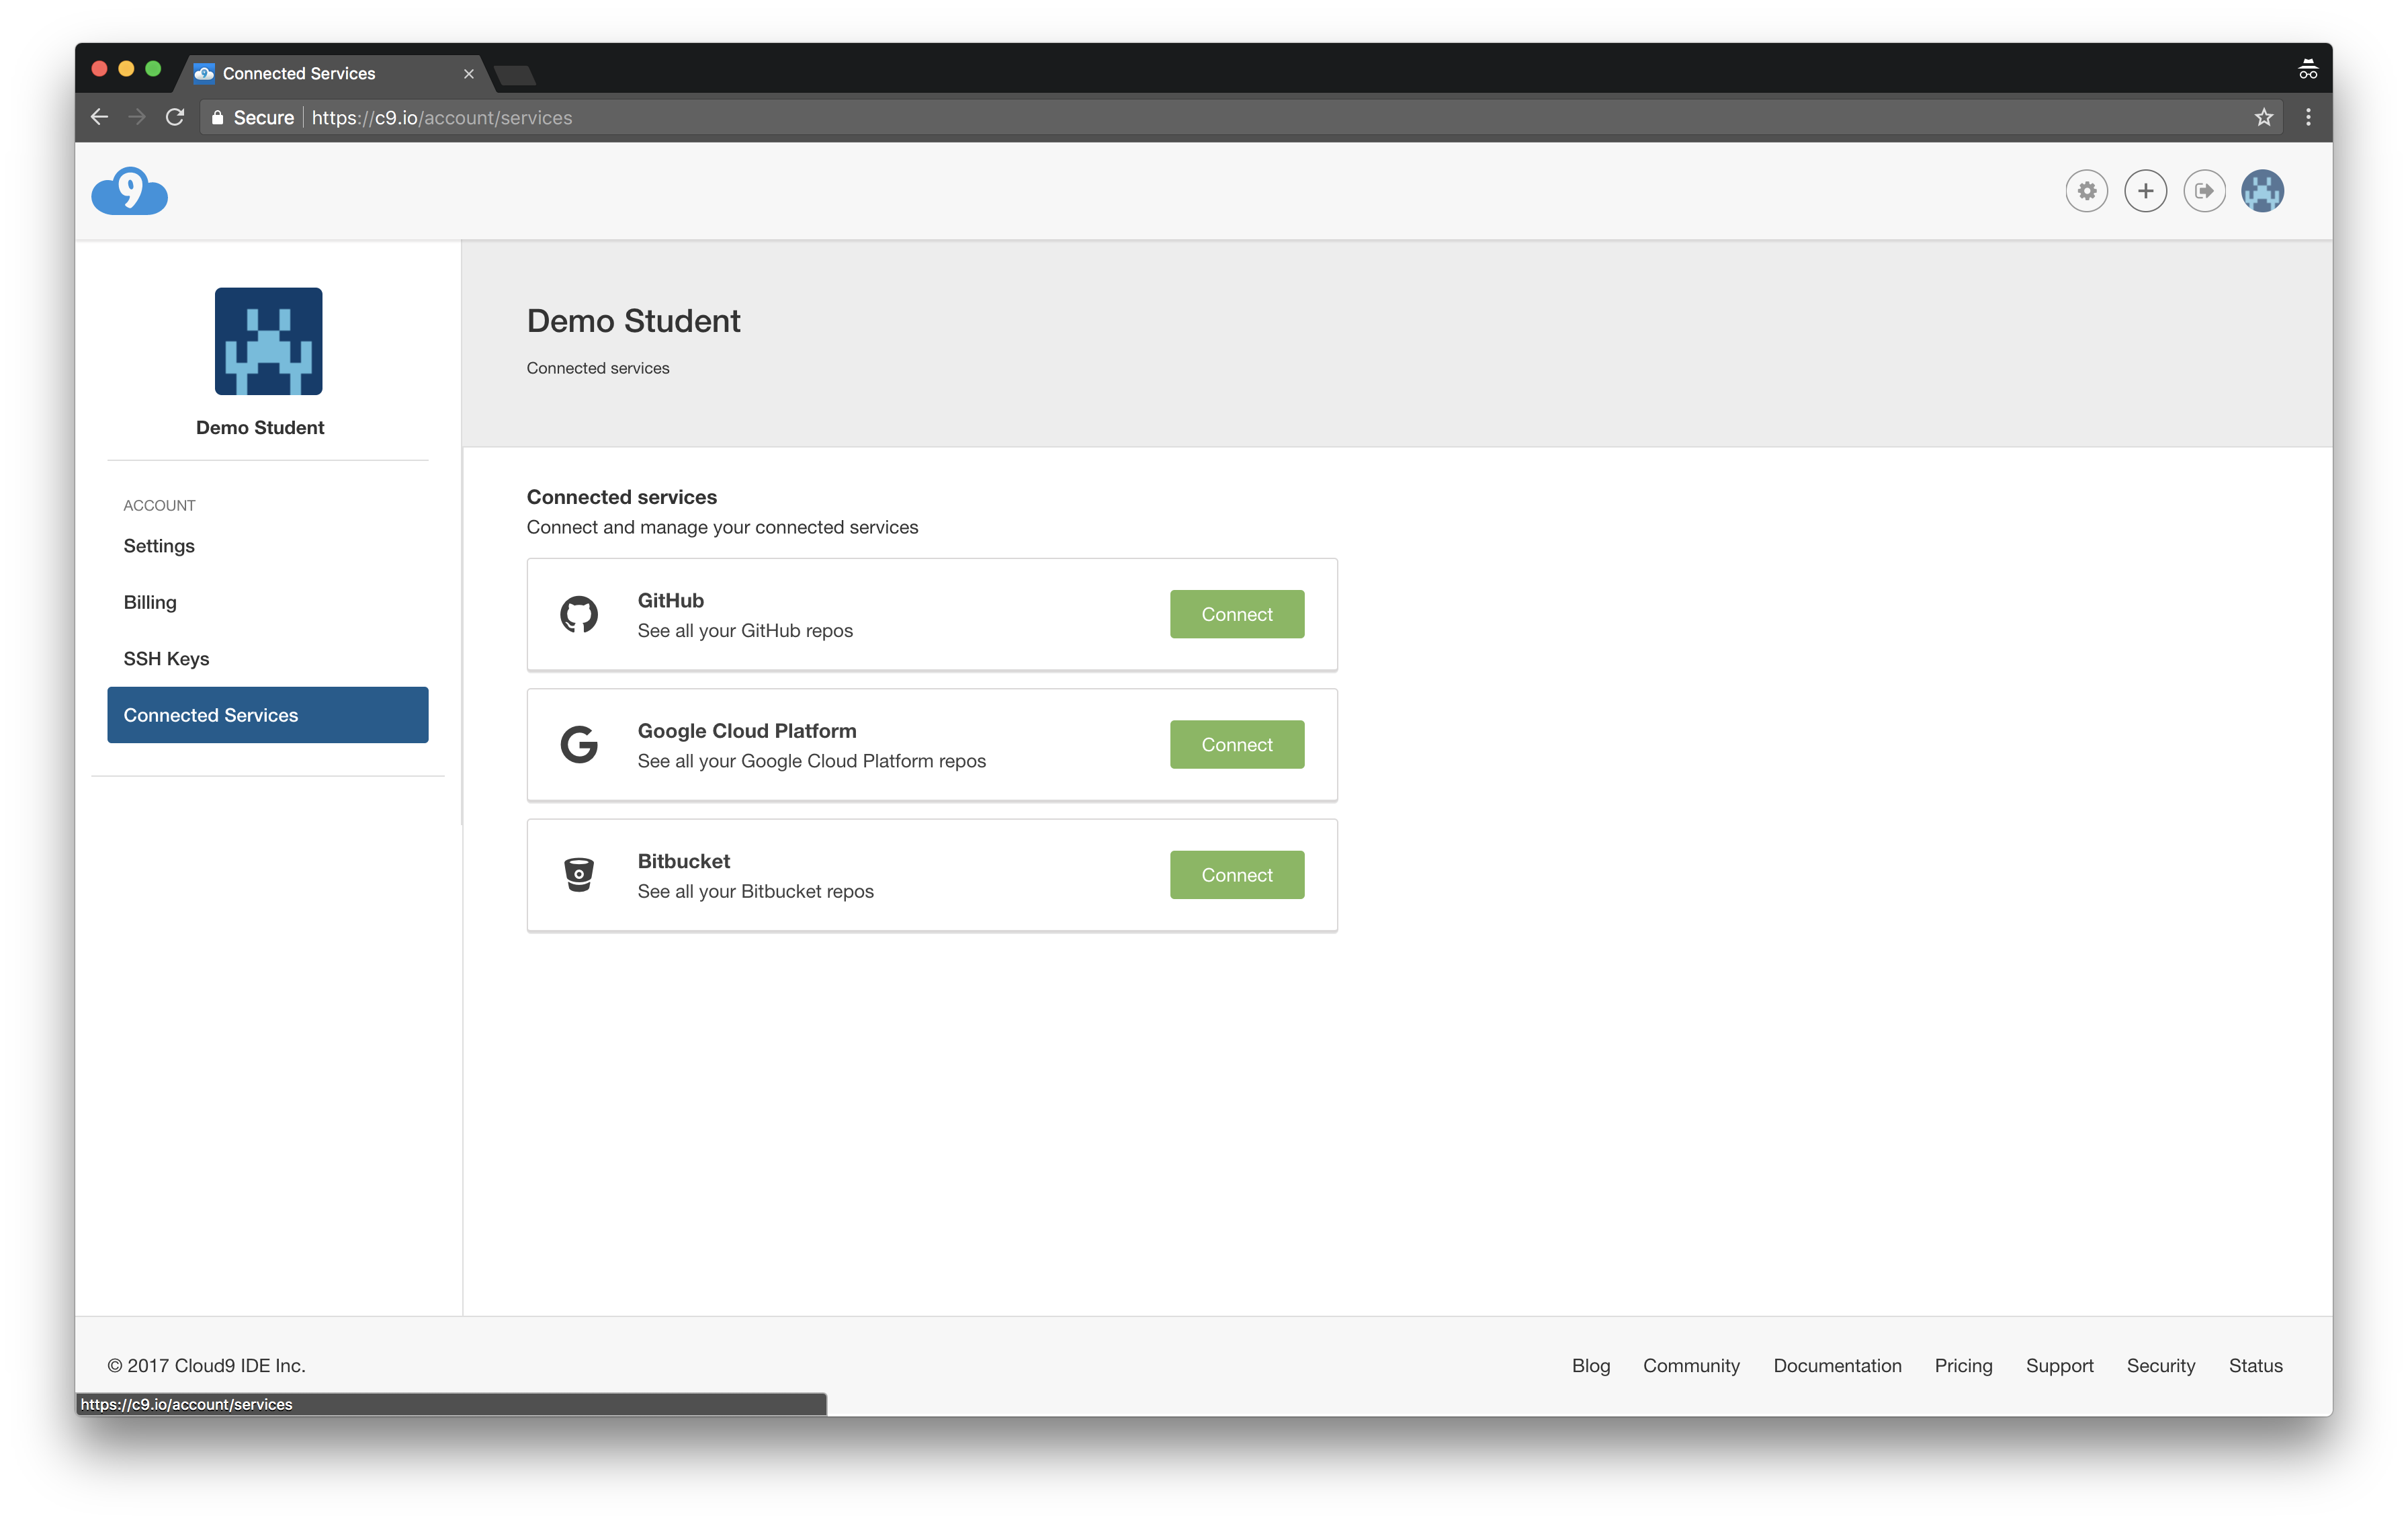 Connected Services
Secure https://c9.io/account/services
9
Demo Student
ACCOUNT
Settings
Billing
SSH Keys
Connected Services
Demo Student
Connected services
Connected services
Connect and manage your connected services
GitHub
See all your GitHub repos
Connect
Google Cloud Platform
See all your Google Cloud Platform repos
Connect
Bitbucket
See all your Bitbucket repos
Connect
© 2017 Cloud9 IDE Inc.
Blog Community Documentation Pricing Support Security Status
https://c9.io/account/services